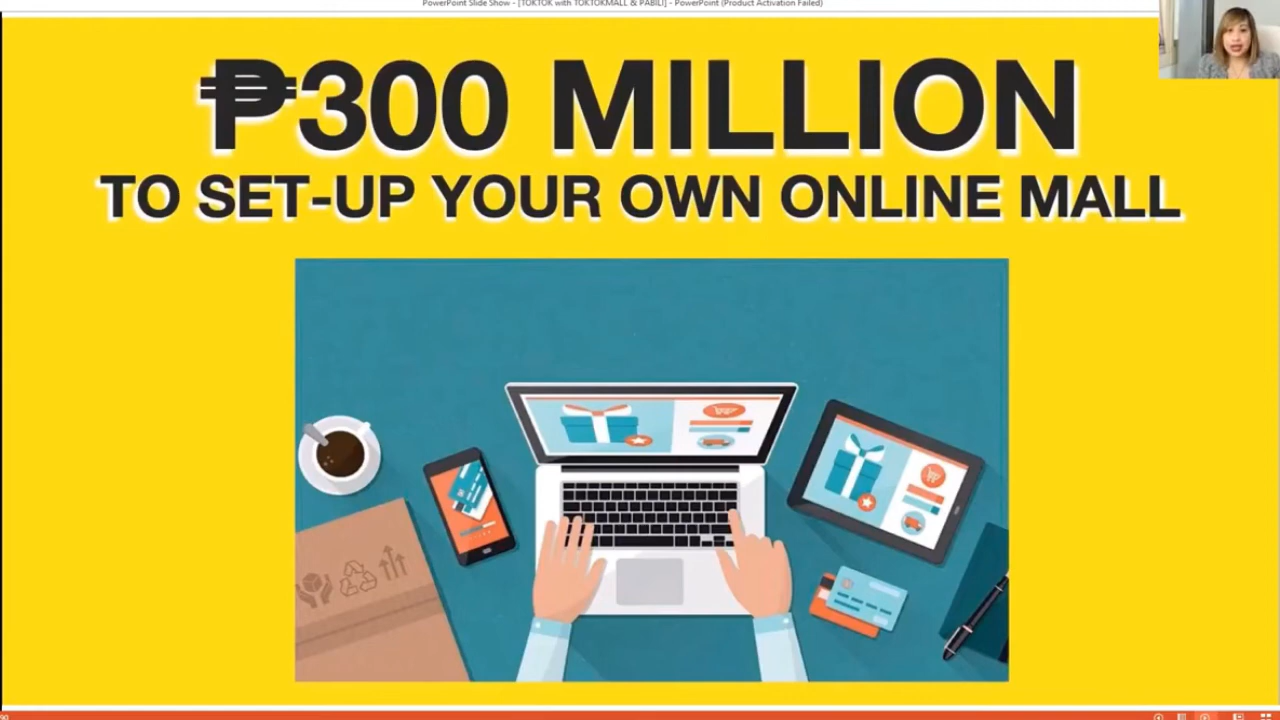 PowerPoint Slide Show - [TOKTOK with TOKTOKMALL & PABILI] - PowerPoint (Product Activation Failed)
₱300 MILLION
TO SET-UP YOUR OWN ONLINE MALL